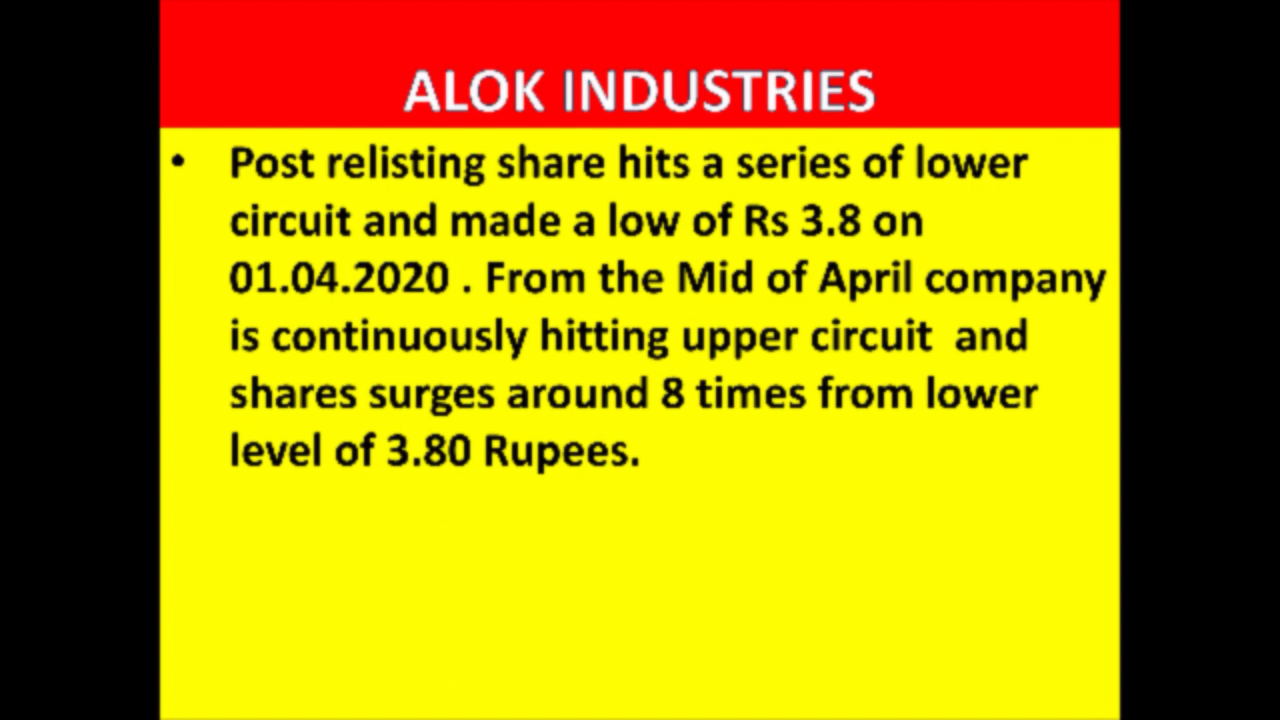 ALOK INDUSTRIES
• Post relisting share hits a series of lower
circuit and made a low of Rs 3.8 on
01.04.2020 . From the Mid of April company
is continuously hitting upper circuit  and
shares surges around 8 times from lower
level of 3.80 Rupees.